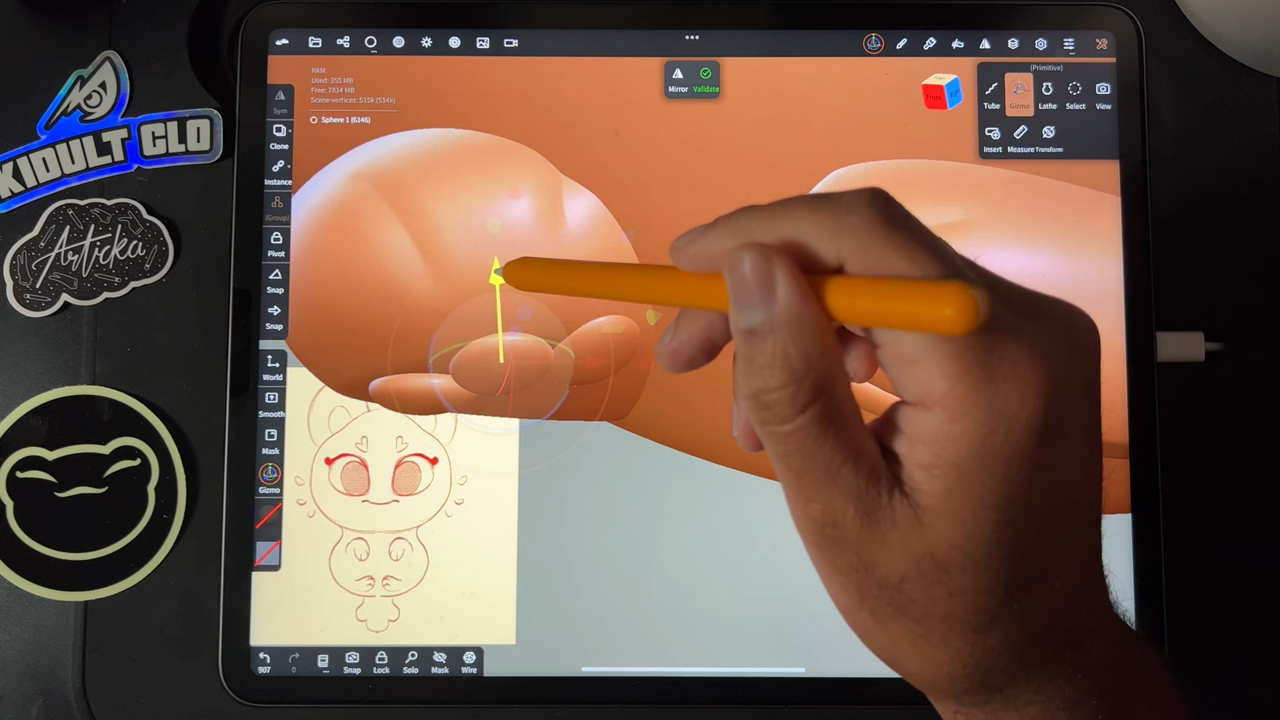 KIDULT CLO
Articka
RAM
Used: 355 MB
Free: 7814 MB
Scene vertices: 515k (534k)
Sphere 1 (6146)
Mirror
Validate
Front
(Primitive)
Tube
Gizmo
Lathe
Select
View
Insert
Measure
Transform
Sym
Clone
Instance
(Group)
Pivot
Snap
Snap
World
Smooth
Mask
Gizmo
907
0
...
Snap
Lock
Solo
Mask
Wire